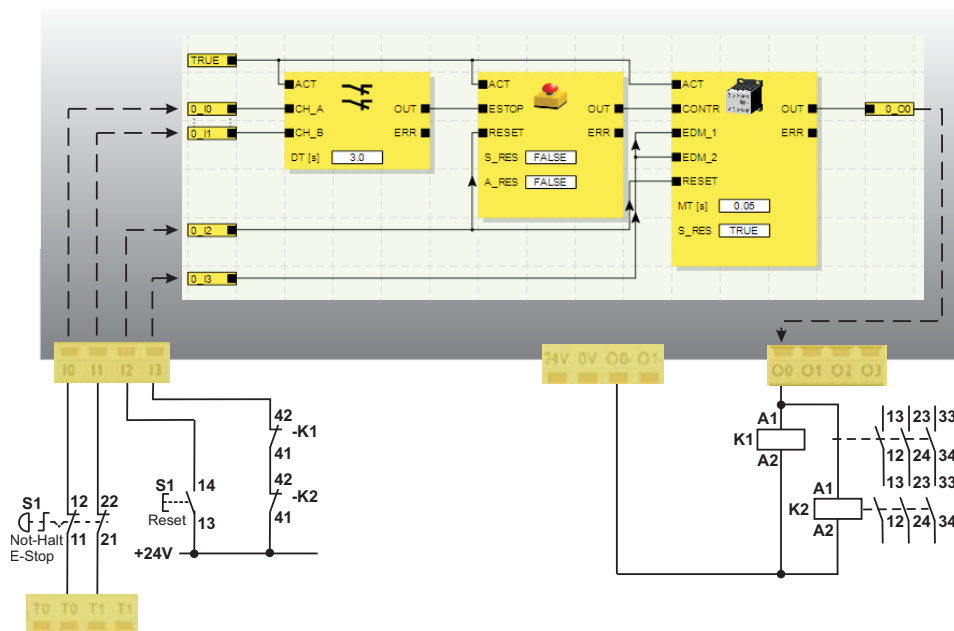 TRUE
ACT
ACT
ACT
0_I0
CH_A
OUT
ESTOP
OUT
CONTR
OUT
0_O0
0_I1
CH_B
ERR
RESET
ERR
EDM_1
ERR
DT [s] 3.0
S_RES FALSE
EDM_2
A_RES FALSE
RESET
MT [s] 0.05
0_I2
S_RES TRUE
0_I3
I0 I1 I2 I3
24V 0V O0- O1-
O0 O1 O2 O3
42
-K1
41
42
-K2
41
S1
14
Reset
13
+24V
S1
12 22
Not-Halt
11 21
E-Stop
T0 T0 T1 T1
A1
K1
A2
13 23 33
12 24 34
13 23 33
A1
K2
A2
12 24 34